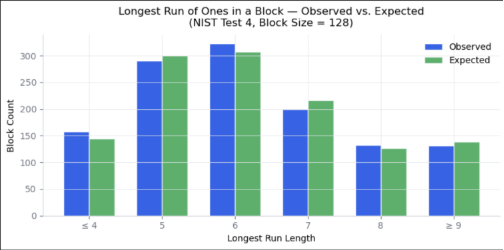 Longest Run of Ones in a Block — Observed vs. Expected
(NIST Test 4, Block Size = 128)
Observed
Expected
Block Count
300
250
200
150
100
50
0
≤ 4
5
6
7
8
≥ 9
Longest Run Length